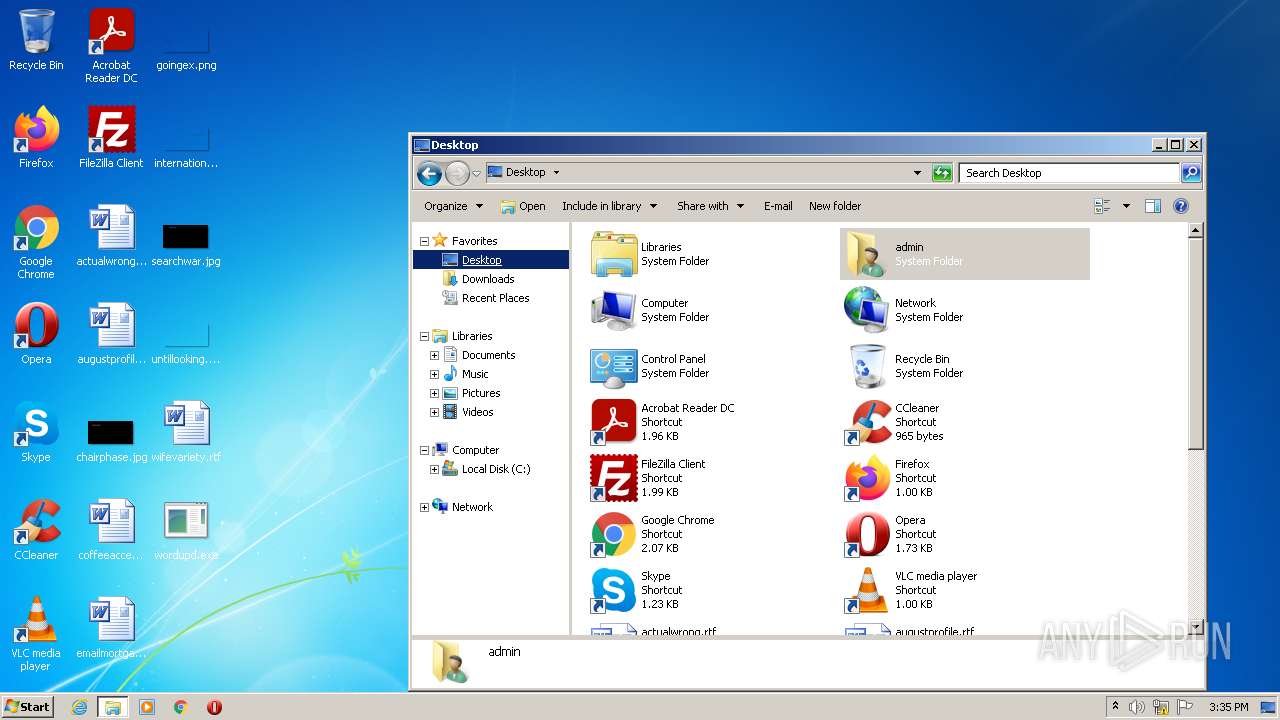 Recycle Bin
Acrobat
Reader DC
goingex.png
Firefox
FileZilla Client
internation...
Google
Chrome
actualwrong...
searchwar.jpg
Opera
augustprofil...
untillooking....
Skype
chairphase.jpg
wifevariety.rtf
CCleaner
coffeeacce...
wordupd.exe
VLC media
player
emailmortga...
Desktop
Desktop
Search Desktop
Organize
Open
Include in library
Share with
E-mail
New folder
Favorites
Desktop
Downloads
Recent Places
Libraries
Documents
Music
Pictures
Videos
Computer
Local Disk (C:)
Network
Libraries
System Folder
admin
System Folder
Computer
System Folder
Network
System Folder
Control Panel
System Folder
Recycle Bin
System Folder
Acrobat Reader DC
Shortcut
1.96 KB
CCleaner
Shortcut
965 bytes
FileZilla Client
Shortcut
1.99 KB
Firefox
Shortcut
1.00 KB
Google Chrome
Shortcut
2.07 KB
Opera
Shortcut
1.72 KB
Skype
Shortcut
1.23 KB
VLC media player
Shortcut
1.00 KB
actualwrong.rtf
augustprofile.rtf
admin
ANY RUN
Start
3:35 PM